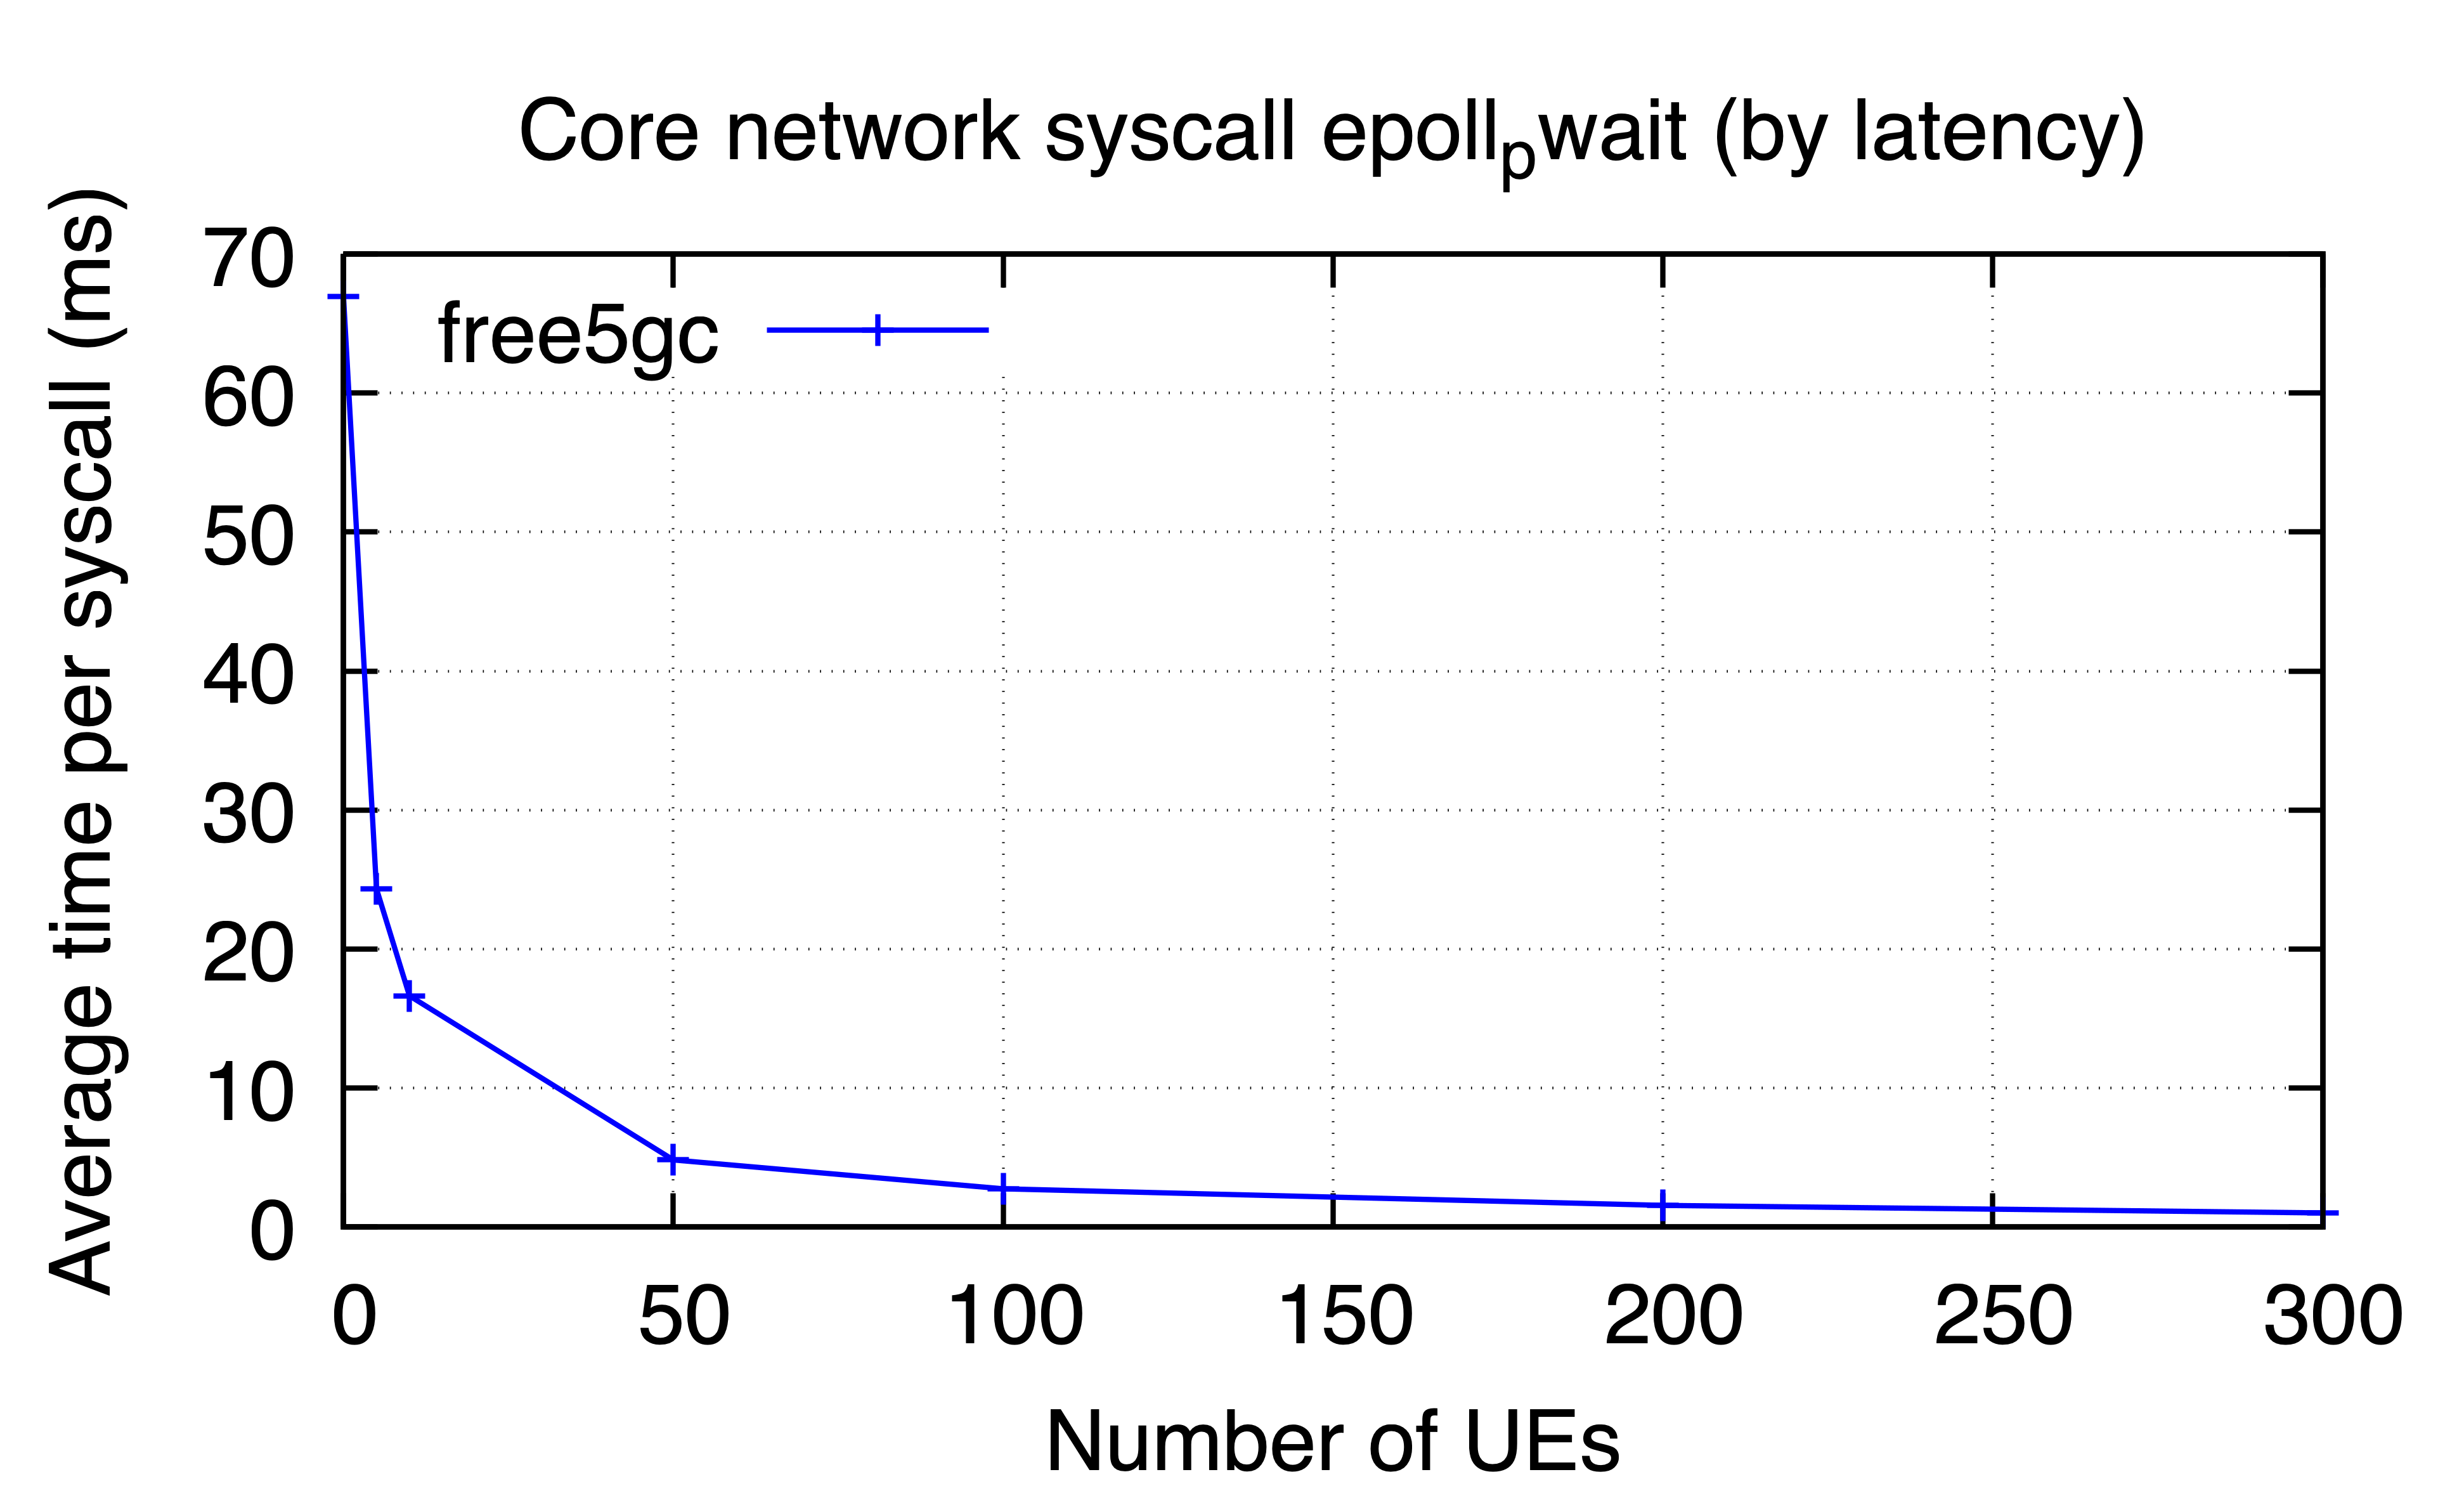 Core network syscall epoll_pwait (by latency)
Average time per syscall (ms)
70
60
50
40
30
20
10
0
free5gc
0 50 100 150 200 250 300
Number of UEs